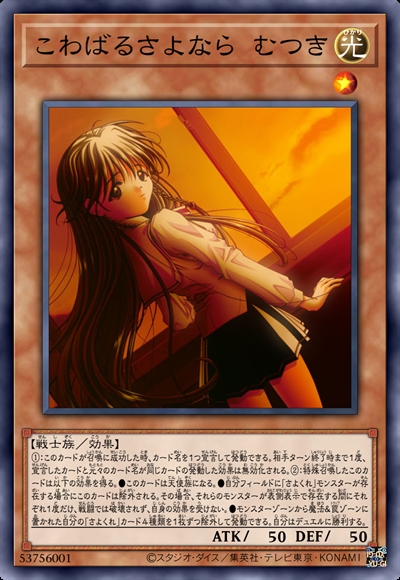 こわばるさよなら むつき
光
【戦士族／効果】
①:このカードが召喚に成功した時、カード名を1つ宣言して発動できる。相手ターン終了時まで1度、
宣言したカードと元々のカード名が同じカードの発動した効果は無効化される。②:特殊召喚したこの
カードは以下の効果を得る。●このカードは天使族になる。●自分フィールドに「さよなれ」モンスターが存
在する場合にこのカードは除外される。その場合、それらのモンスターが表側表示で存在する間にそれ
ぞれ1度だけ、戦闘では破壊されず、自身の効果を受けない。●モンスターゾーンから魔法&罠ゾーンに
置かれた自分の「さよなれ」カード4種類を1枚ずつ除外して発動できる。自分はデュエルに勝利する。
ATK/ 50 DEF/ 50
53756001
©スタジオ・ダイス/集英社・テレビ東京・KONAMI